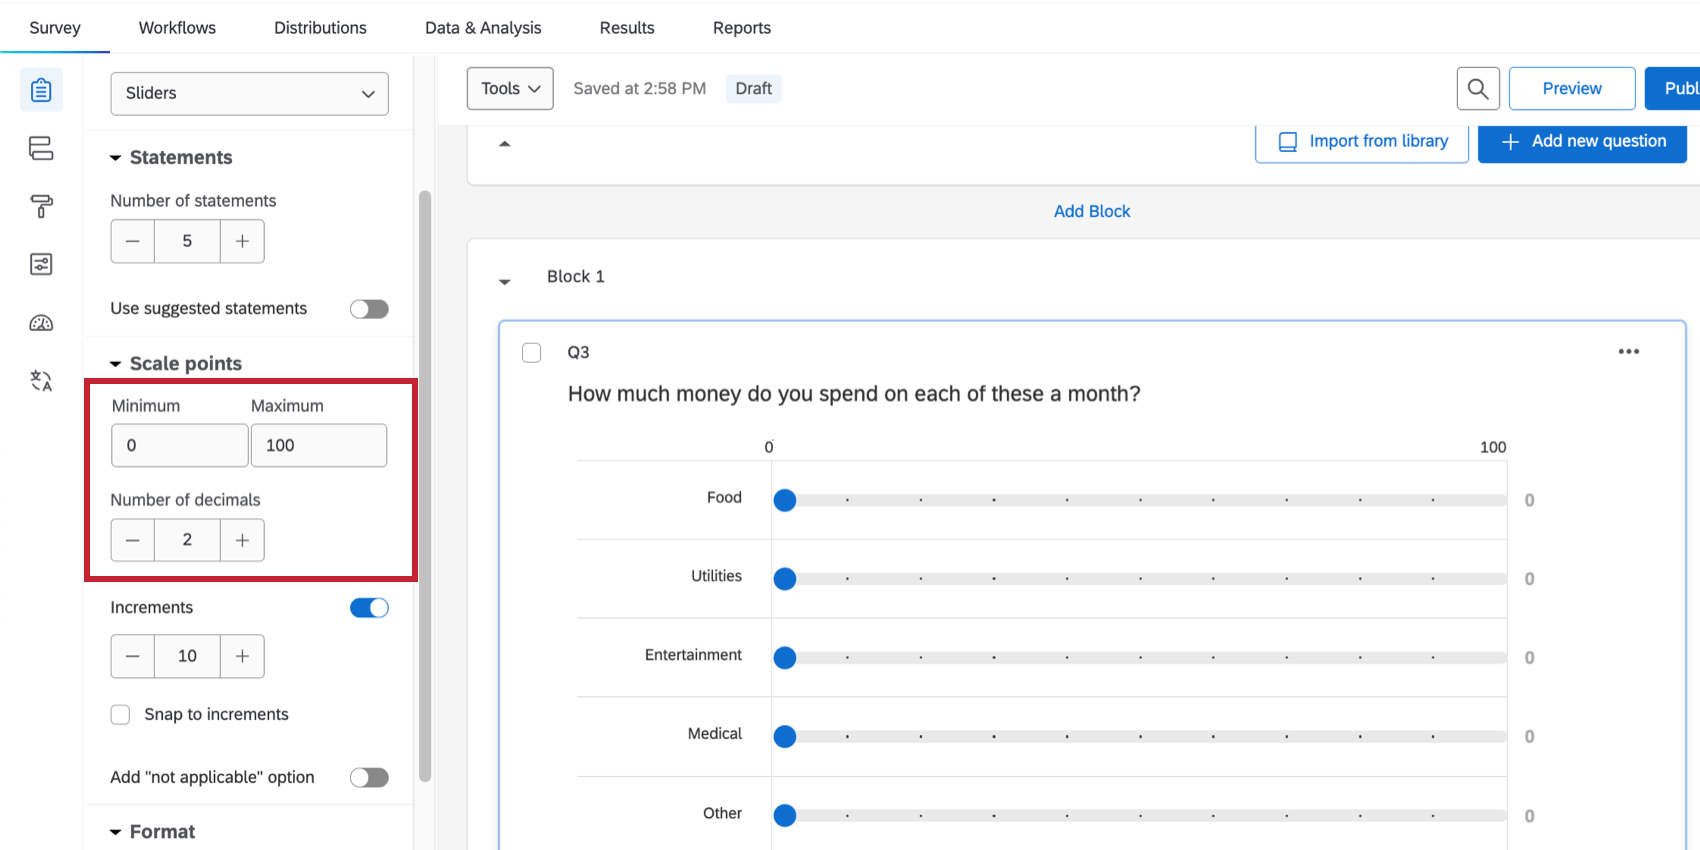 Survey Workflows Distributions Data & Analysis Results Reports
Sliders
Statements
Number of statements
5
Use suggested statements
Scale points
Minimum Maximum
0 100
Number of decimals
2
Increments
10
Snap to increments
Add "not applicable" option
Format
Tools Saved at 2:58 PM Draft Preview Publ
Import from library Add new question
Add Block
Block 1
Q3
How much money do you spend on each of these a month?
0 100
Food 0
Utilities 0
Entertainment 0
Medical 0
Other 0